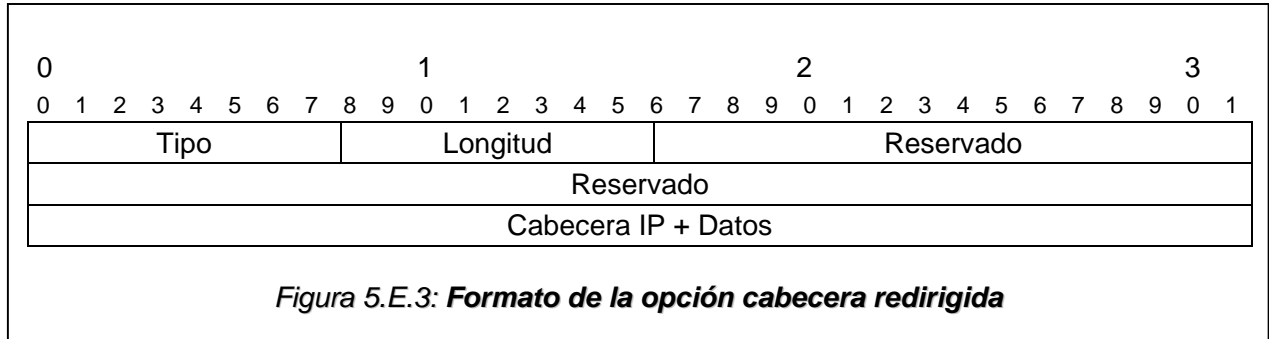 0 1 2 3
0 1 2 3 4 5 6 7 8 9 0 1 2 3 4 5 6 7 8 9 0 1 2 3 4 5 6 7 8 9 0 1
Tipo Longitud Reservado
Reservado
Cabecera IP + Datos
Figura 5.E.3: Formato de la opción cabecera redirigida